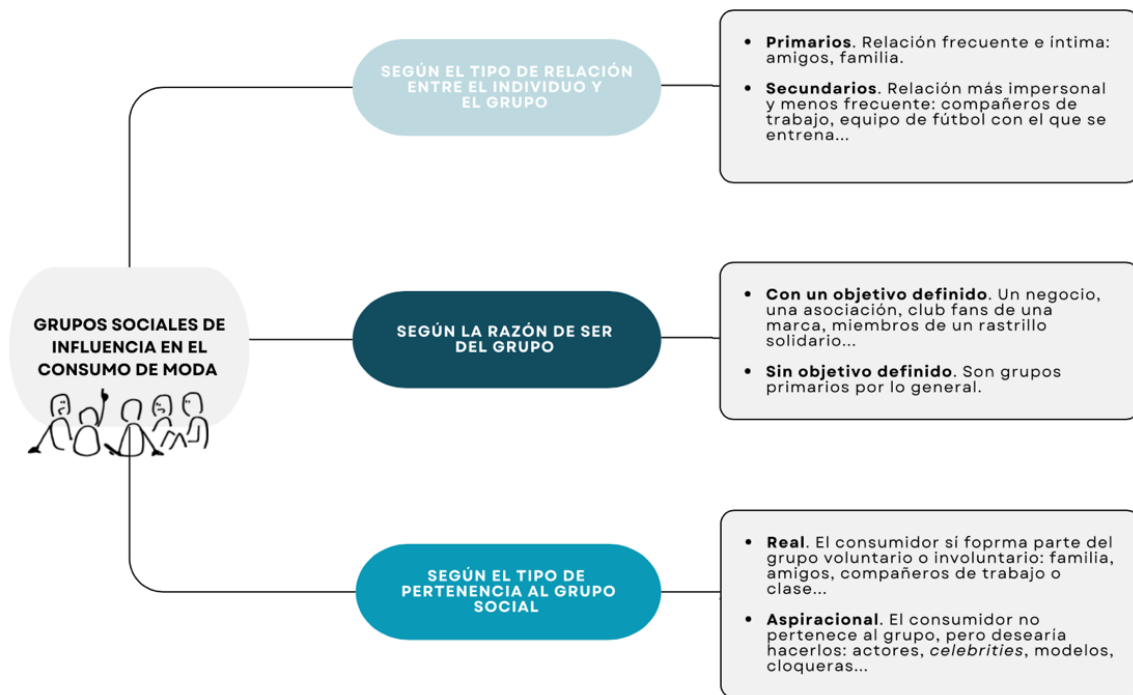 GRUPOS SOCIALES DE
INFLUENCIA EN EL
CONSUMO DE MODA
SEGÚN EL TIPO DE RELACIÓN
ENTRE EL INDIVIDUO Y
EL GRUPO
• Primarios. Relación frecuente e íntima:
amigos, familia.
• Secundarios. Relación más impersonal
y menos frecuente: compañeros de
trabajo, equipo de fútbol con el que se
entrena...
SEGÚN LA RAZÓN DE SER
DEL GRUPO
• Con un objetivo definido. Un negocio,
una asociación, club fans de una
marca, miembros de un rastrillo
solidario...
• Sin objetivo definido. Son grupos
primarios por lo general.
SEGÚN EL TIPO DE
PERTENENCIA AL GRUPO
SOCIAL
• Real. El consumidor sí foprma parte del
grupo voluntario o involuntario: familia,
amigos, compañeros de trabajo o
clase...
• Aspiracional. El consumidor no
pertenece al grupo, pero desearía
hacerlos: actores, celebrities, modelos,
cloqueras...